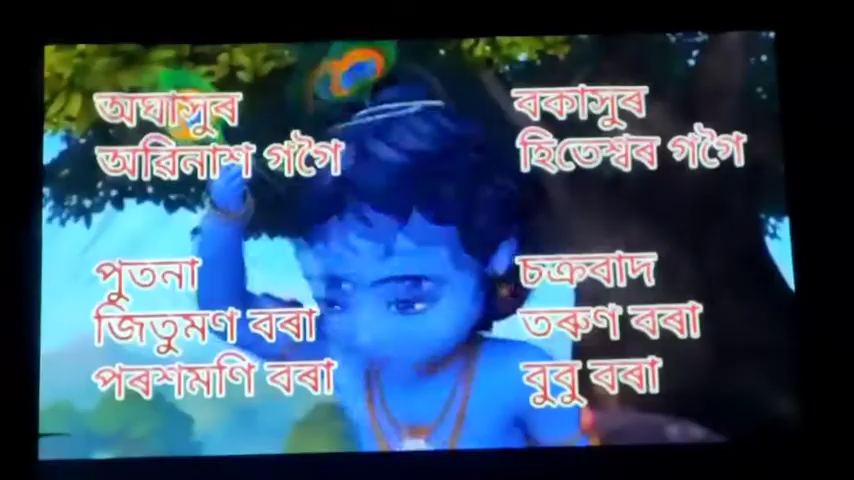 অঘাসুৰ
অৱিনাশ গগৈ
বকাসুৰ
হিতেশ্বৰ গগৈ
পুতনা
জিতুমণ বৰা
পৰশমণি বৰা
চক্ৰবাদ
তৰুণ বৰা
বুবু বৰা